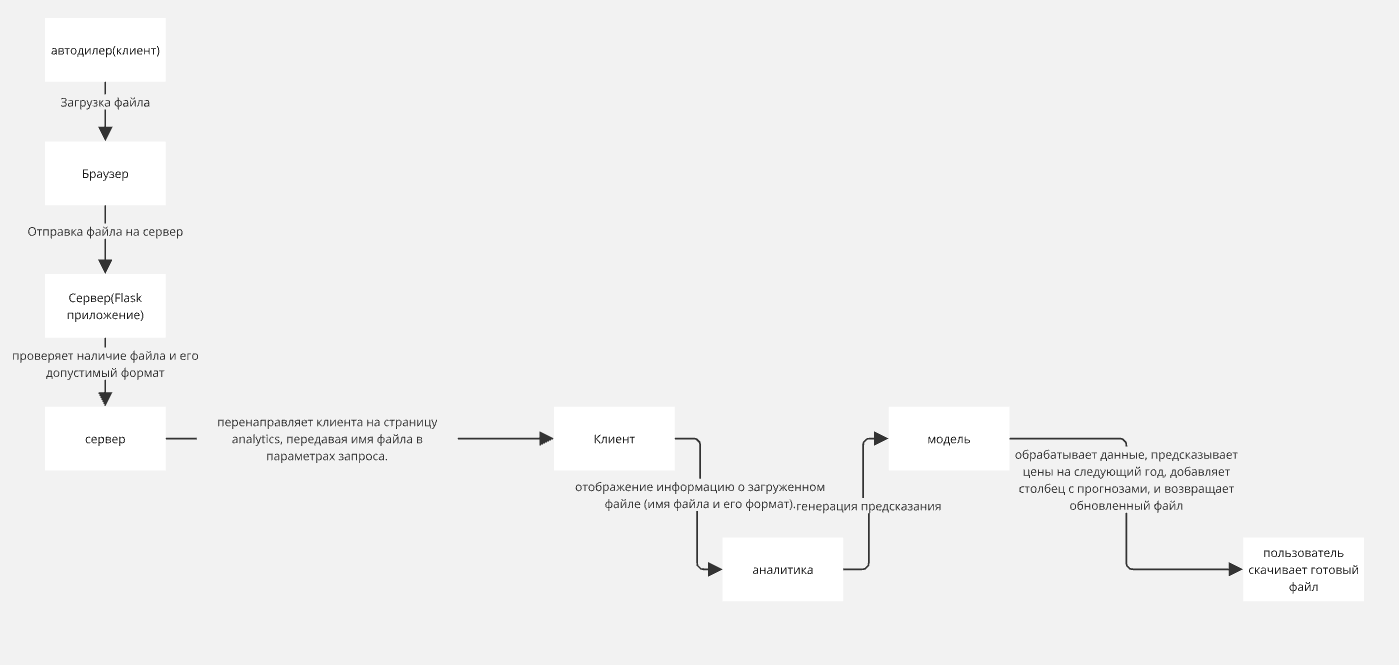 автодилер(клиент)
Загрузка файла
Браузер
Отправка файла на сервер
Сервер(Flask
приложение)
проверяет наличие файла и его
допустимый формат
сервер
перенаправляет клиента на страницу
analytics, передавая имя файла в
параметрах запроса.
Клиент
отображение информацию о загруженном
файле (имя файла и его формат).
аналитика
генерация предсказания
модель
обрабатывает данные, предсказывает
цены на следующий год, добавляет
столбец с прогнозами, и возвращает
обновленный файл
пользователь
скачивает готовый
файл